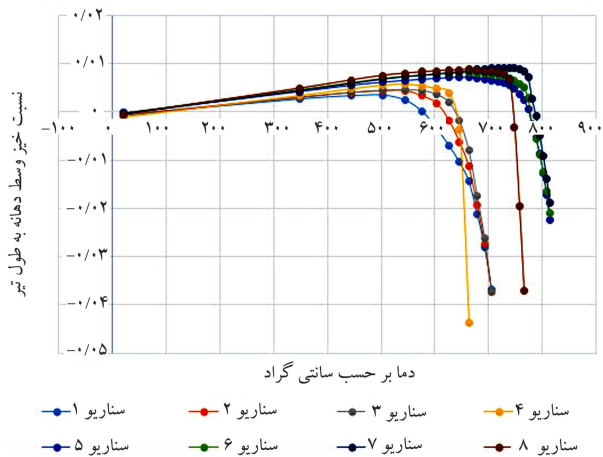 ۰/۰۲
۰/۰۱
۰
−۱۰۰ ۰ ۱۰۰ ۲۰۰ ۳۰۰ ۴۰۰ ۵۰۰ ۶۰۰ ۷۰۰ ۸۰۰ ۹۰۰
−۰/۰۱
−۰/۰۲
−۰/۰۳
−۰/۰۴
−۰/۰۵
نسبت خیز وسط دهانه به طول تیر
دما بر حسب سانتی گراد
سناریو ۱ سناریو ۲ سناریو ۳ سناریو ۴
سناریو ۵ سناریو ۶ سناریو ۷ سناریو ۸